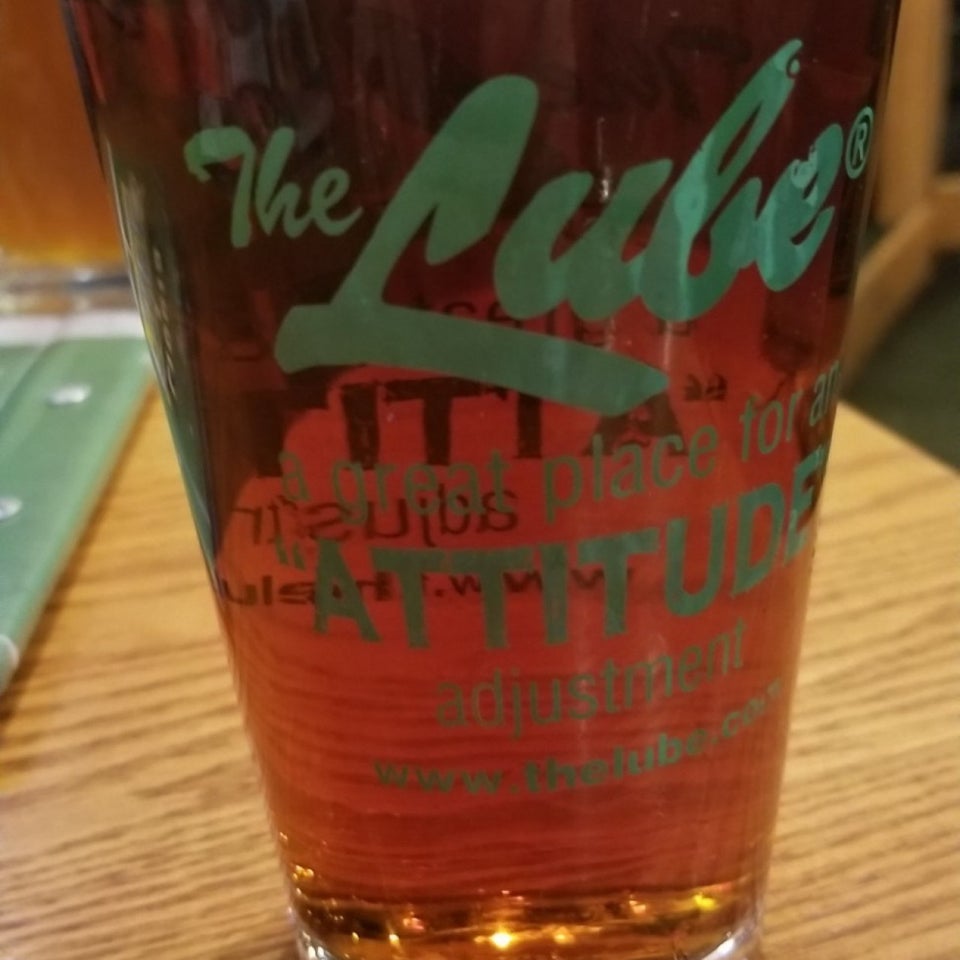 The Lube®
a great place for an
"ATTITUDE"
adjustment
www.thelube.com